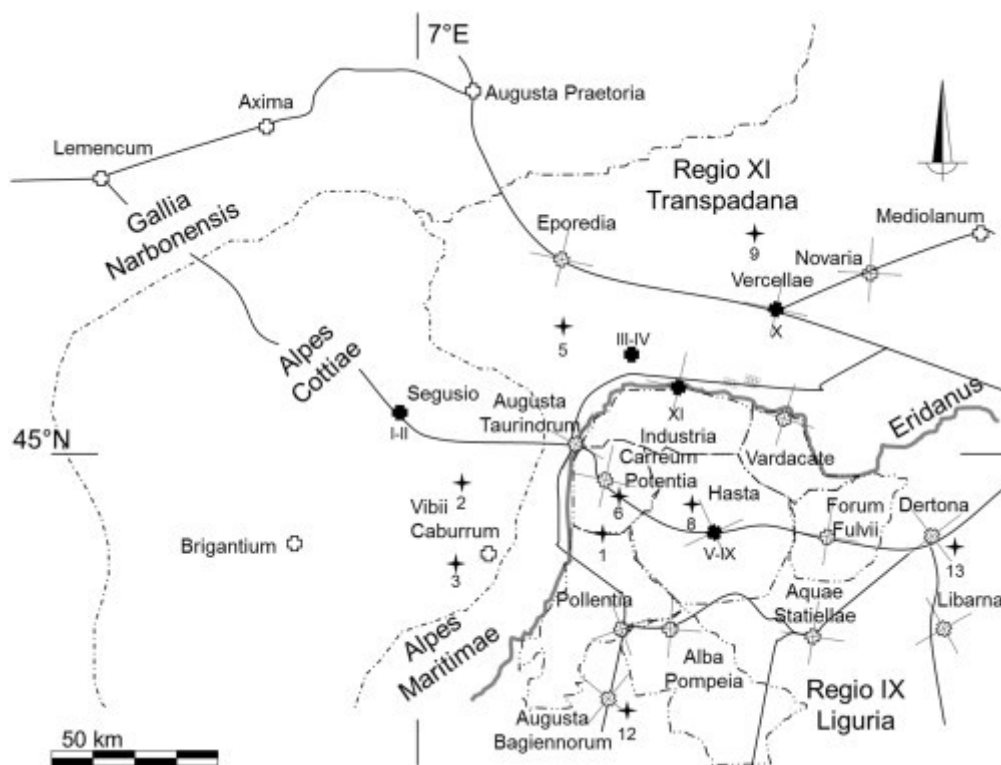 7°E
Augusta Praetoria
Axima
Lemencum
Regio XI
Transpadana
Gallia
Narbonensis
Eporedia
Mediolanum
9
Novaria
Vercellae
X
5
III-IV
Alpes
Cottiae
Segusio
I-II
Augusta
Taurindrum
XI
Eridanus
45°N
Industria
Vardacate
Carreum
Potentia
2
Vibii
Caburrum
6
Hasta
8
V-IX
Forum
Fulvii
Dertona
13
Brigantium
3
1
Aquae
Statiellae
Libarna
Pollentia
Alpes
Maritimae
Alba
Pompeia
Regio IX
Liguria
Augusta
Bagiennorum
12
50 km